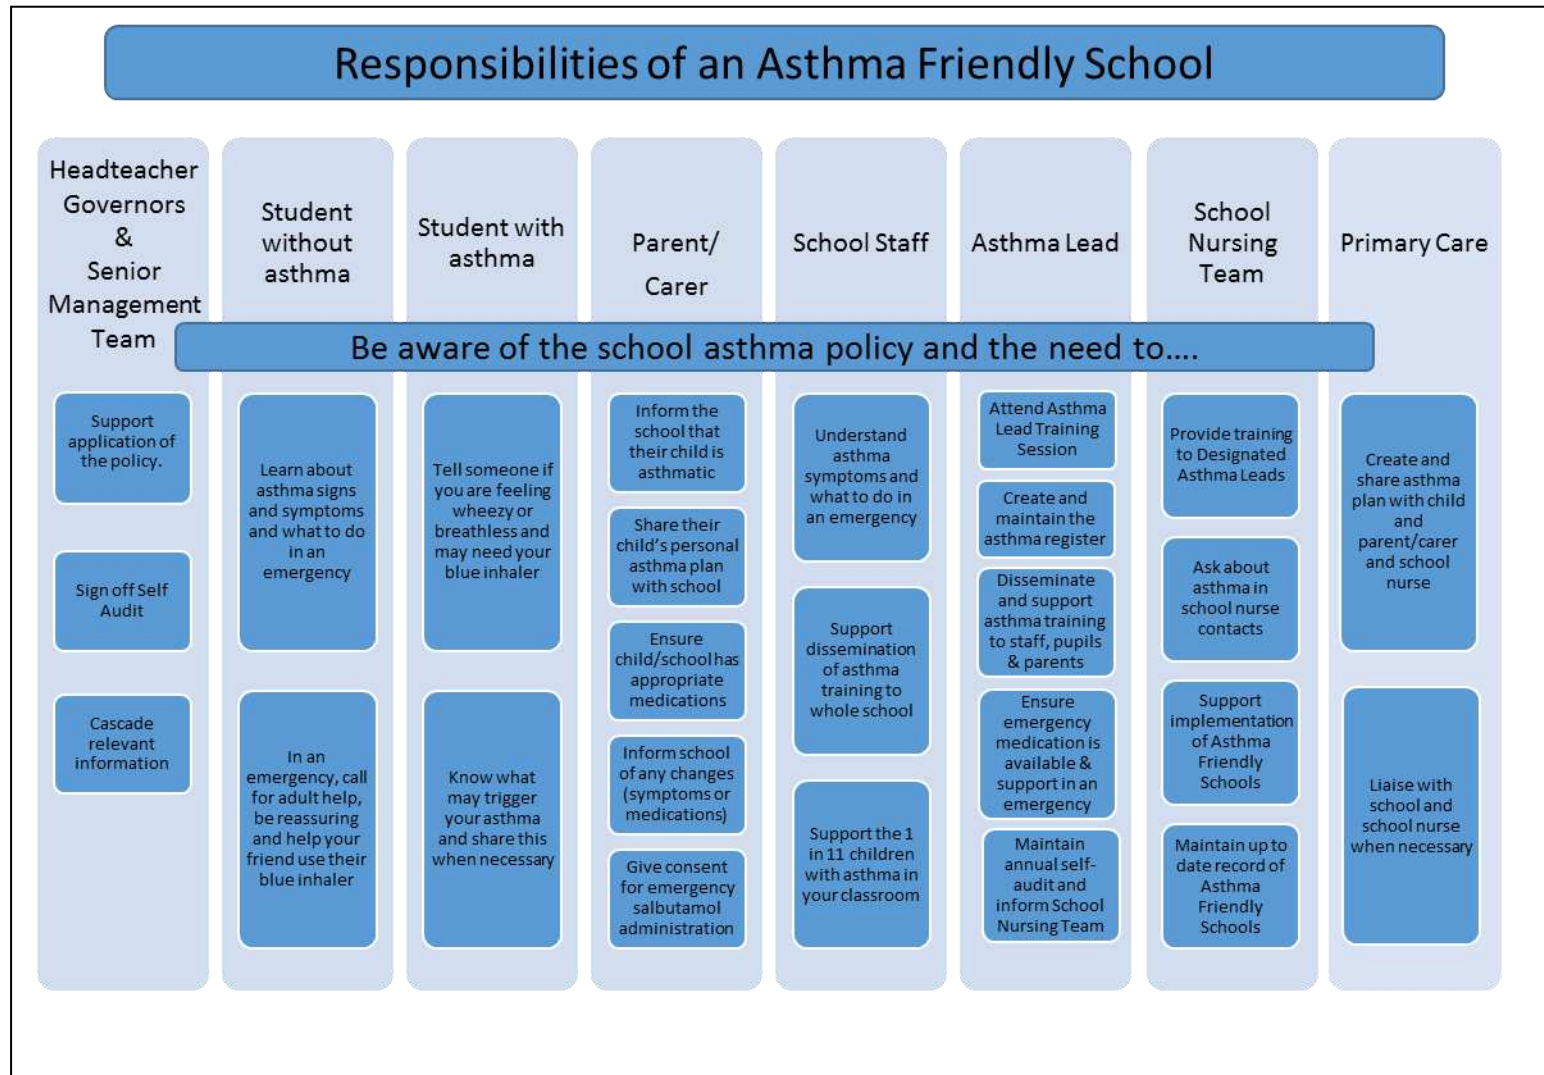 Responsibilities of an Asthma Friendly School
Headteacher
Governors
&
Senior
Management
Team
Student
without
asthma
Student with
asthma
Parent/
Carer
School Staff
Asthma Lead
School
Nursing
Team
Primary Care
Be aware of the school asthma policy and the need to....
Support
application of
the policy.
Sign off Self
Audit
Cascade
relevant
information
Learn about
asthma signs
and symptoms
and what to do
in an
emergency
In an
emergency, call
for adult help,
be reassuring
and help your
friend use their
blue inhaler
Tell someone if
you are feeling
wheezy or
breathless and
may need your
blue inhaler
Know what
may trigger
your asthma
and share this
when necessary
Inform the
school that
their child is
asthmatic
Share their
child's personal
asthma plan
with school
Ensure
child/school has
appropriate
medications
Inform school
of any changes
(symptoms or
medications)
Give consent
for emergency
salbutamol
administration
Understand
asthma
symptoms and
what to do in
an emergency
Support
dissemination
of asthma
training to
whole school
Support the 1
in 11 children
with asthma in
your classroom
Attend Asthma
Lead Training
Session
Create and
maintain the
asthma register
Disseminate
and support
asthma training
to staff, pupils
& parents
Ensure
emergency
medication is
available &
support in an
emergency
Maintain
annual self-
audit and
inform School
Nursing Team
Provide training
to Designated
Asthma Leads
Ask about
asthma in
school nurse
contacts
Support
implementation
of Asthma
Friendly
Schools
Maintain up to
date record of
Asthma
Friendly
Schools
Create and
share asthma
plan with child
and
parent/carer
and school
nurse
Liaise with
school and
school nurse
when necessary